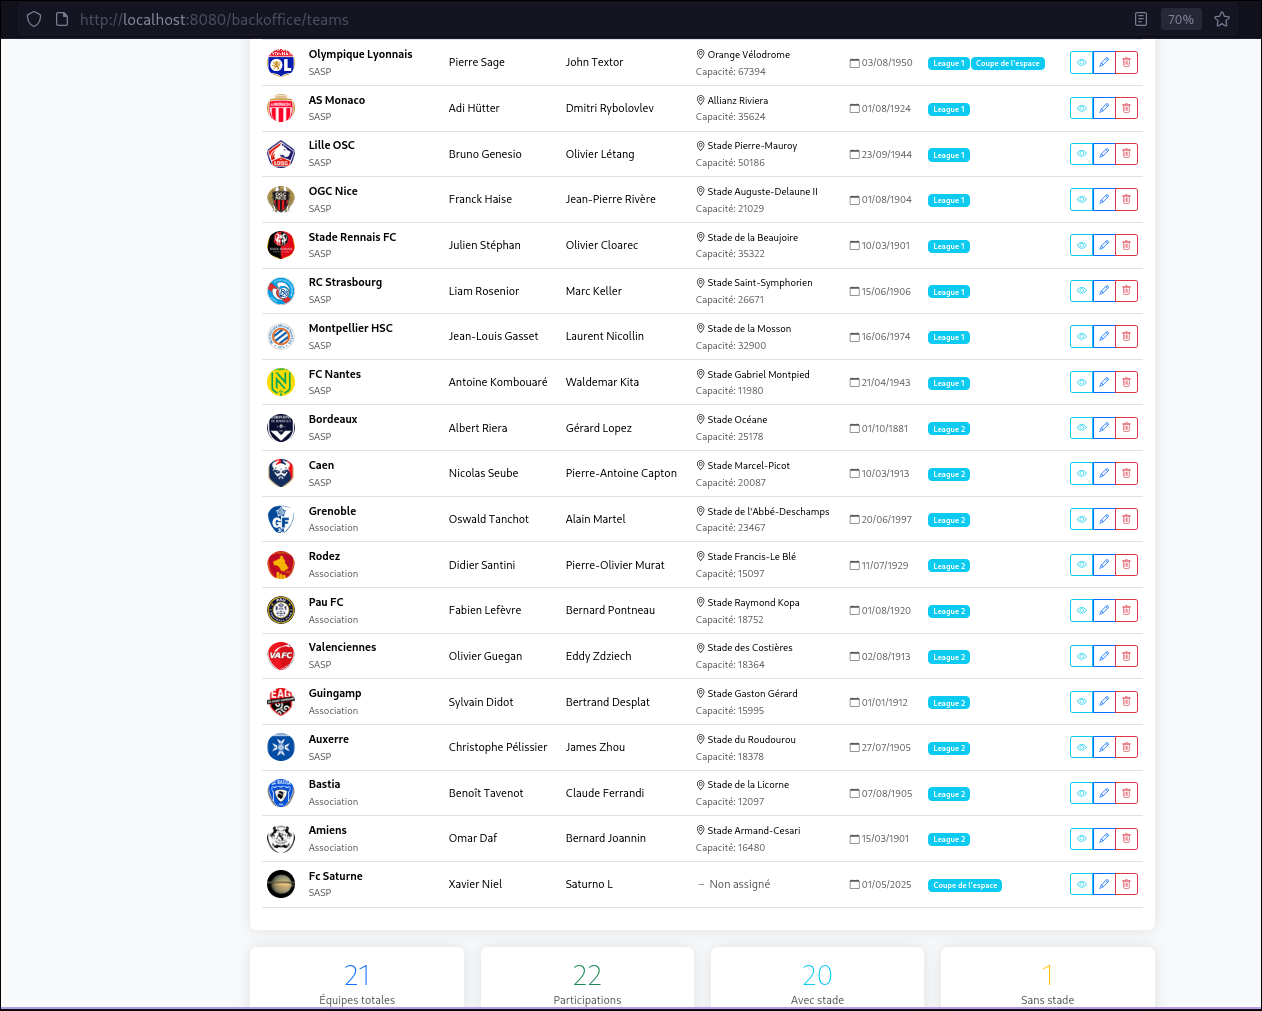 http://localhost:8080/backoffice/teams
70%
Olympique Lyonnais
SASP
Pierre Sage
John Textor
Orange Vélodrome
Capacité: 67394
03/08/1950
League 1
Coupe de l'espace
AS Monaco
SASP
Adi Hütter
Dmitri Rybolovlev
Allianz Riviera
Capacité: 35624
01/08/1924
League 1
Lille OSC
SASP
Bruno Genesio
Olivier Létang
Stade Pierre-Mauroy
Capacité: 50186
23/09/1944
League 1
OGC Nice
SASP
Franck Haise
Jean-Pierre Rivère
Stade Auguste-Delaune II
Capacité: 21029
01/08/1904
League 1
Stade Rennais FC
SASP
Julien Stéphan
Olivier Cloarec
Stade de la Beaujoire
Capacité: 35322
10/03/1901
League 1
RC Strasbourg
SASP
Liam Rosenior
Marc Keller
Stade Saint-Symphorien
Capacité: 26671
15/06/1906
League 1
Montpellier HSC
SASP
Jean-Louis Gasset
Laurent Nicollin
Stade de la Mosson
Capacité: 32900
16/06/1974
League 1
FC Nantes
SASP
Antoine Kombouaré
Waldemar Kita
Stade Gabriel Montpied
Capacité: 11980
21/04/1943
League 1
Bordeaux
SASP
Albert Riera
Gérard Lopez
Stade Océane
Capacité: 25178
01/10/1881
League 2
Caen
SASP
Nicolas Seube
Pierre-Antoine Capton
Stade Marcel-Picot
Capacité: 20087
10/03/1913
League 2
Grenoble
Association
Oswald Tanchot
Alain Martel
Stade de l'Abbé-Deschamps
Capacité: 23467
20/06/1997
League 2
Rodez
Association
Didier Santini
Pierre-Olivier Murat
Stade Francis-Le Blé
Capacité: 15097
11/07/1929
League 2
Pau FC
Association
Fabien Lefèvre
Bernard Pontneau
Stade Raymond Kopa
Capacité: 18752
01/08/1920
League 2
Valenciennes
SASP
Olivier Guegan
Eddy Zdziech
Stade des Costières
Capacité: 18364
02/08/1913
League 2
Guingamp
Association
Sylvain Didot
Bertrand Desplat
Stade Gaston Gérard
Capacité: 15995
01/01/1912
League 2
Auxerre
SASP
Christophe Pélissier
James Zhou
Stade du Roudourou
Capacité: 18378
27/07/1905
League 2
Bastia
Association
Benoît Tavenot
Claude Ferrandi
Stade de la Licorne
Capacité: 12097
07/08/1905
League 2
Amiens
Association
Omar Daf
Bernard Joannin
Stade Armand-Cesari
Capacité: 16480
15/03/1901
League 2
Fc Saturne
SASP
Xavier Niel
Saturno L
– Non assigné
01/05/2025
Coupe de l'espace
21
Équipes totales
22
Participations
20
Avec stade
1
Sans stade